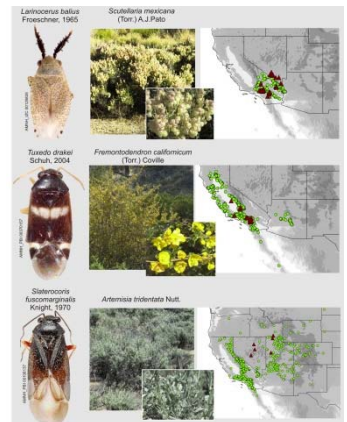 Larinocerus balius
Froeschner, 1965
Scutellaria mexicana
(Torr.) A.J.Pato
Tuxedo drakei
Schuh, 2004
Fremontodendron californicum
(Torr.) Coville
Slaterocoris
fuscomarginalis
Knight, 1970
Artemisia tridentata Nutt.